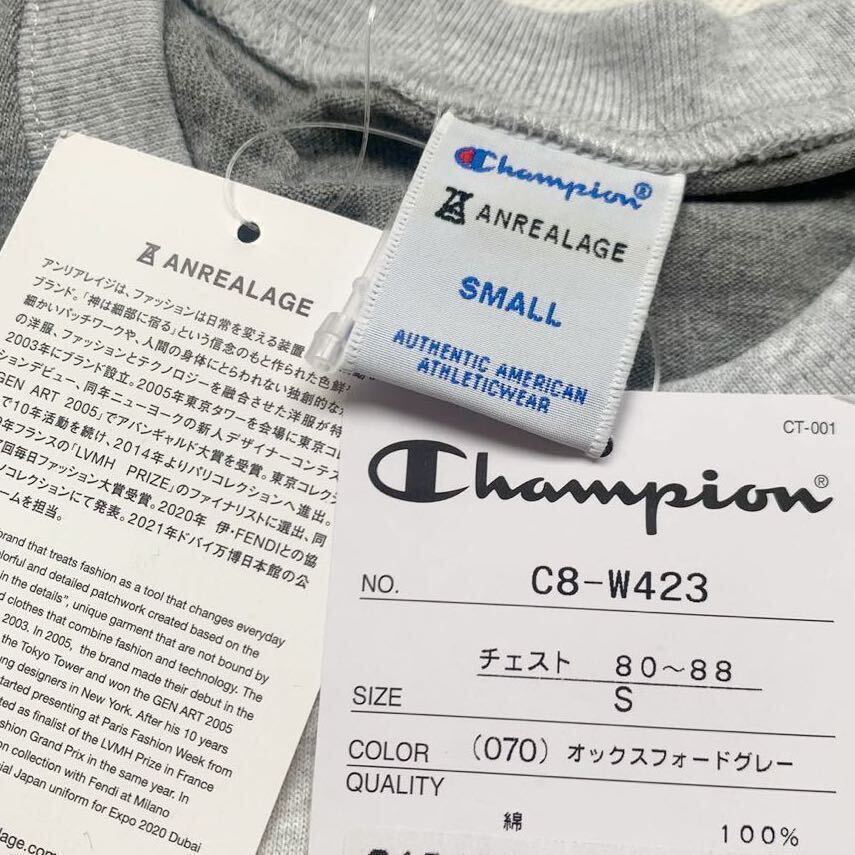 Champion®
ANREALAGE
SMALL
AUTHENTIC AMERICAN
ATHLETICWEAR
ANREALAGE
アンリアレイジは、ファッションは日常を変える装置
ブランド。「神は細部に宿る」という信念のもと作られた色鮮
細かいパッチワークや、人間の身体にとらわれない独創的な
の洋服、ファッションとテクノロジーを融合させた洋服が特
2003年にブランド設立。2005年東京タワーを会場に東京コレ
ションデビュー、同年ニューヨークの新人デザイナーコンテス
GEN ART 2005」でアバンギャルド大賞を受賞。東京コレクシ
で10年活動を続け、2014年よりパリコレクションへ進出。
年フランスの「LVMH PRIZE」のファイナリストに選出、同
回毎日ファッション大賞受賞。2020年 伊・FENDIとの協
ノコレクションにて発表。2021年ドバイ万博日本館の公
ームを担当。
brand that treats fashion as a tool that changes everyday
lorful and detailed patchwork created based on the
in the details", unique garment that are not bound by
d clothes that combine fashion and technology. The
2003. In 2005, the brand made their debut in the
the Tokyo Tower and won the GEN ART 2005
ng designers in New York. After his 10 years
tarted presenting at Paris Fashion Week from
ted as finalist of the LVMH Prize in France
shion Grand Prix in the same year. In
on collection with Fendi at Milano
ial Japan uniform for Expo 2020 Dubai
lage.com
CT-001
Champion®
NO. C8-W423
チェスト 80〜88
SIZE S
COLOR (070) オックスフォードグレー
QUALITY
綿 100%